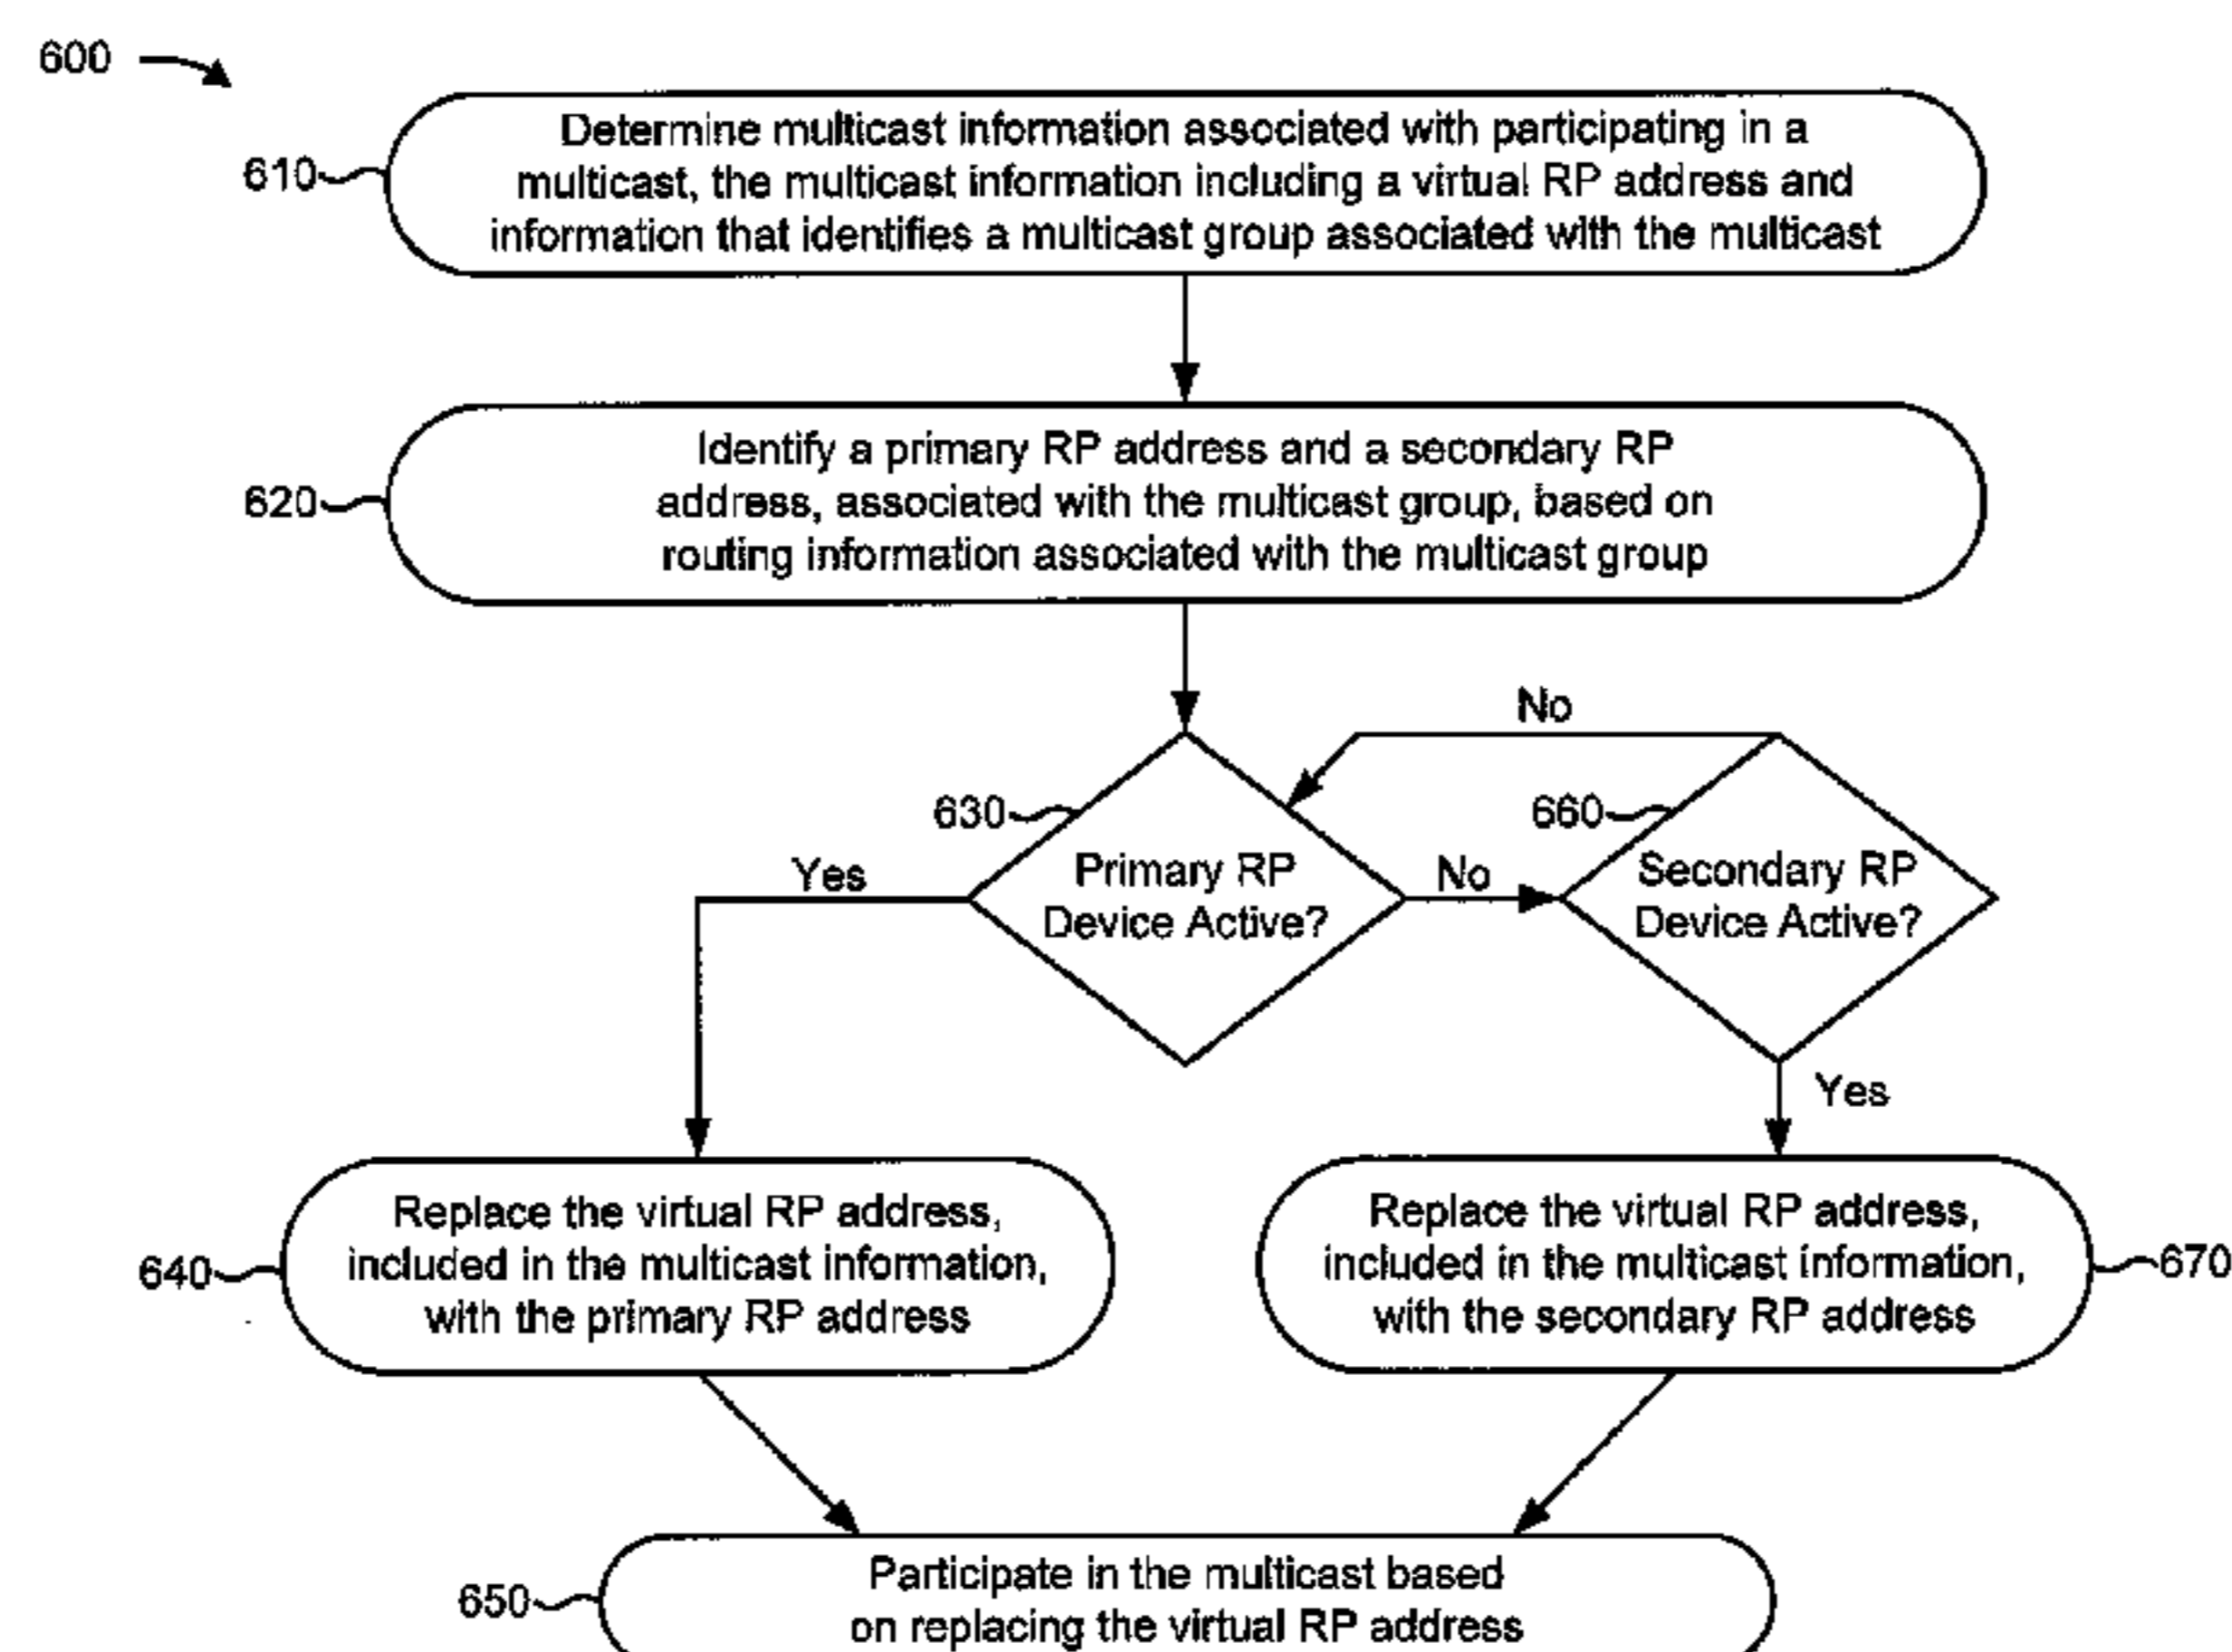 600
610
Determine multicast information associated with participating in a
multicast, the multicast information including a virtual RP address and
information that identifies a multicast group associated with the multicast
620
Identify a primary RP address and a secondary RP
address, associated with the multicast group, based on
routing information associated with the multicast group
No
630
660
Yes
Primary RP
Device Active?
No
Secondary RP
Device Active?
Yes
640
Replace the virtual RP address,
included in the multicast information,
with the primary RP address
Replace the virtual RP address,
included in the multicast information,
with the secondary RP address
670
650
Participate in the multicast based
on replacing the virtual RP address